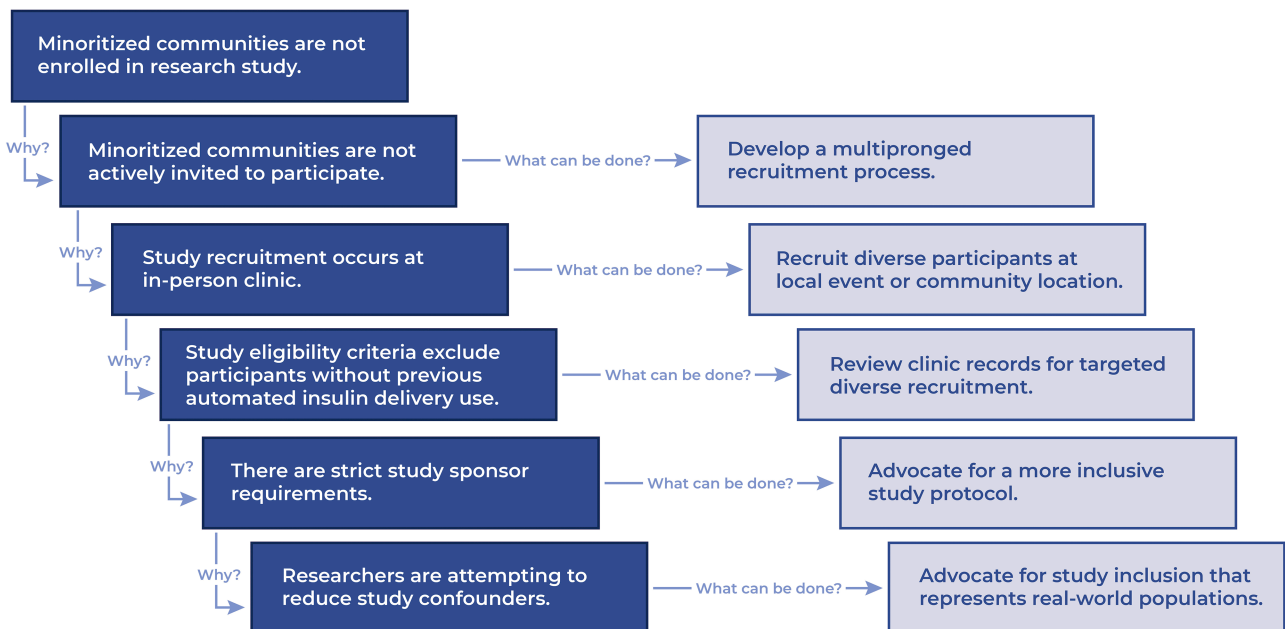 Minoritized communities are not
enrolled in research study.
Why?
Minoritized communities are not
actively invited to participate.
What can be done?
Develop a multipronged
recruitment process.
Why?
Study recruitment occurs at
in-person clinic.
What can be done?
Recruit diverse participants at
local event or community location.
Why?
Study eligibility criteria exclude
participants without previous
automated insulin delivery use.
What can be done?
Review clinic records for targeted
diverse recruitment.
Why?
There are strict study sponsor
requirements.
What can be done?
Advocate for a more inclusive
study protocol.
Why?
Researchers are attempting to
reduce study confounders.
What can be done?
Advocate for study inclusion that
represents real-world populations.